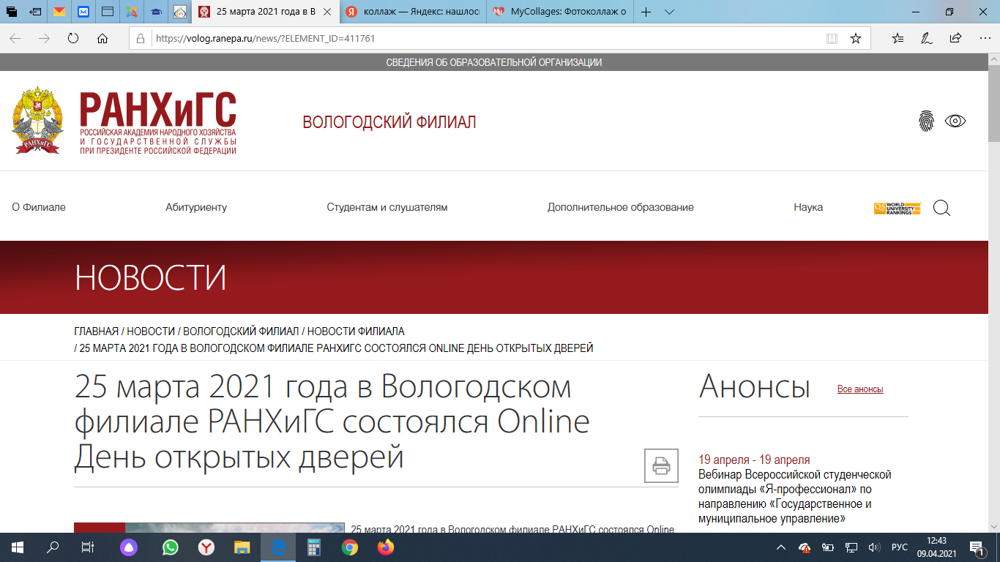 25 марта 2021 года в В
коллаж — Яндекс: нашлос
MyCollages: Фотоколлаж о
https://volog.ranepa.ru/news/?ELEMENT_ID=411761
СВЕДЕНИЯ ОБ ОБРАЗОВАТЕЛЬНОЙ ОРГАНИЗАЦИИ
РАНХиГС
РОССИЙСКАЯ АКАДЕМИЯ НАРОДНОГО ХОЗЯЙСТВА
И ГОСУДАРСТВЕННОЙ СЛУЖБЫ
ПРИ ПРЕЗИДЕНТЕ РОССИЙСКОЙ ФЕДЕРАЦИИ
РАНХиГС
ВОЛОГОДСКИЙ ФИЛИАЛ
О Филиале
Абитуриенту
Студентам и слушателям
Дополнительное образование
Наука
QS WORLD
UNIVERSITY
RANKINGS
НОВОСТИ
ГЛАВНАЯ / НОВОСТИ / ВОЛОГОДСКИЙ ФИЛИАЛ / НОВОСТИ ФИЛИАЛА
/ 25 МАРТА 2021 ГОДА В ВОЛОГОДСКОМ ФИЛИАЛЕ РАНХИГС СОСТОЯЛСЯ ONLINE ДЕНЬ ОТКРЫТЫХ ДВЕРЕЙ
25 марта 2021 года в Вологодском
филиале РАНХиГС состоялся Online
День открытых дверей
25 марта 2021 года в Вологодском филиале РАНХиГС состоялся Online
Анонсы
Все анонсы
19 апреля - 19 апреля
Вебинар Всероссийской студенческой
олимпиады «Я-профессионал» по
направлению «Государственное и
муниципальное управление»
РУС
12:43
09.04.2021
1